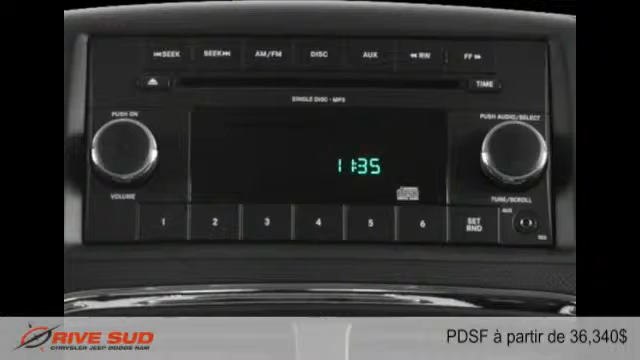 ⏮SEEK SEEK⏭ AM/FM DISC AUX ◀◀ RW FF ▶▶
TIME
SINGLE DISC - MP3
PUSH ON
PUSH AUDIO/SELECT
11:35
VOLUME
TUNE/SCROLL
1 2 3 4 5 6 SET RND AUX
RIVE SUD
CHRYSLER JEEP DODGE RAM
PDSF à partir de 36,340$